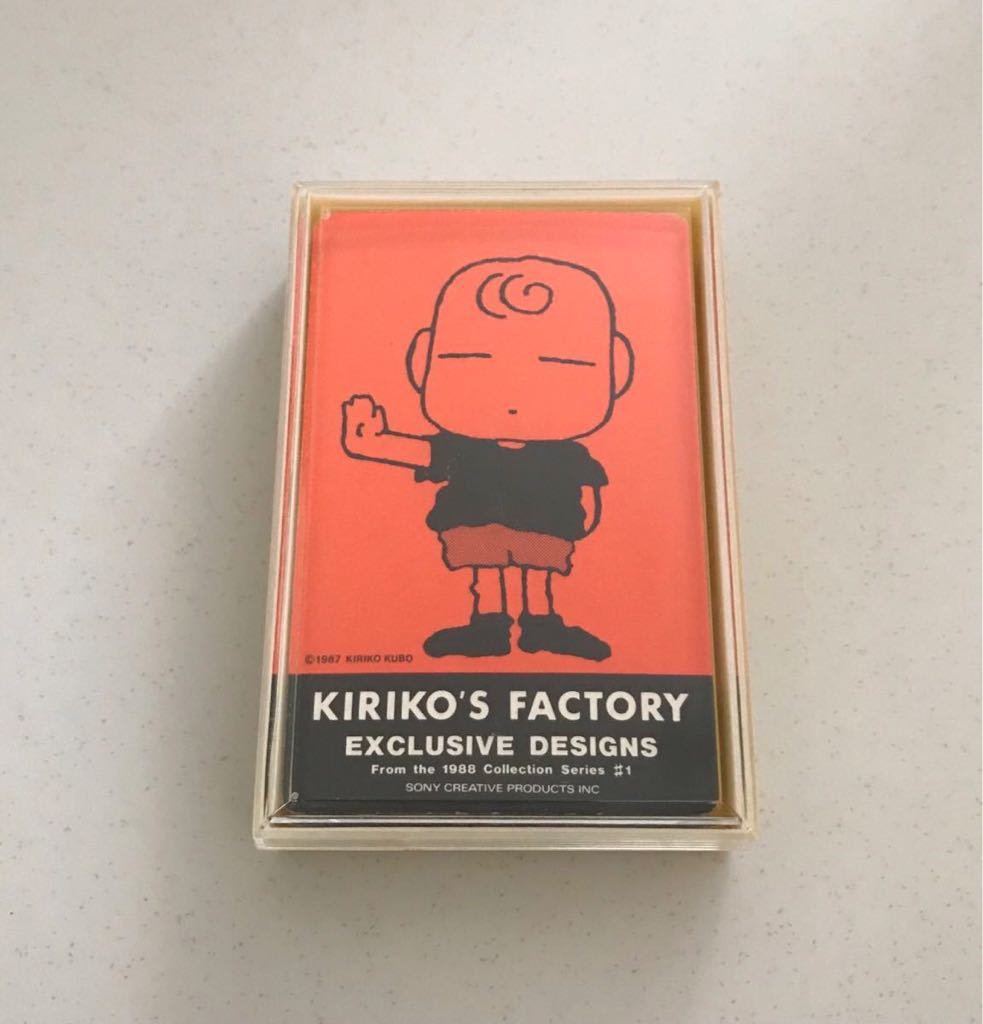 ©1987 KIRIKO KUBO
KIRIKO'S FACTORY
EXCLUSIVE DESIGNS
From the 1988 Collection Series #1
SONY CREATIVE PRODUCTS INC